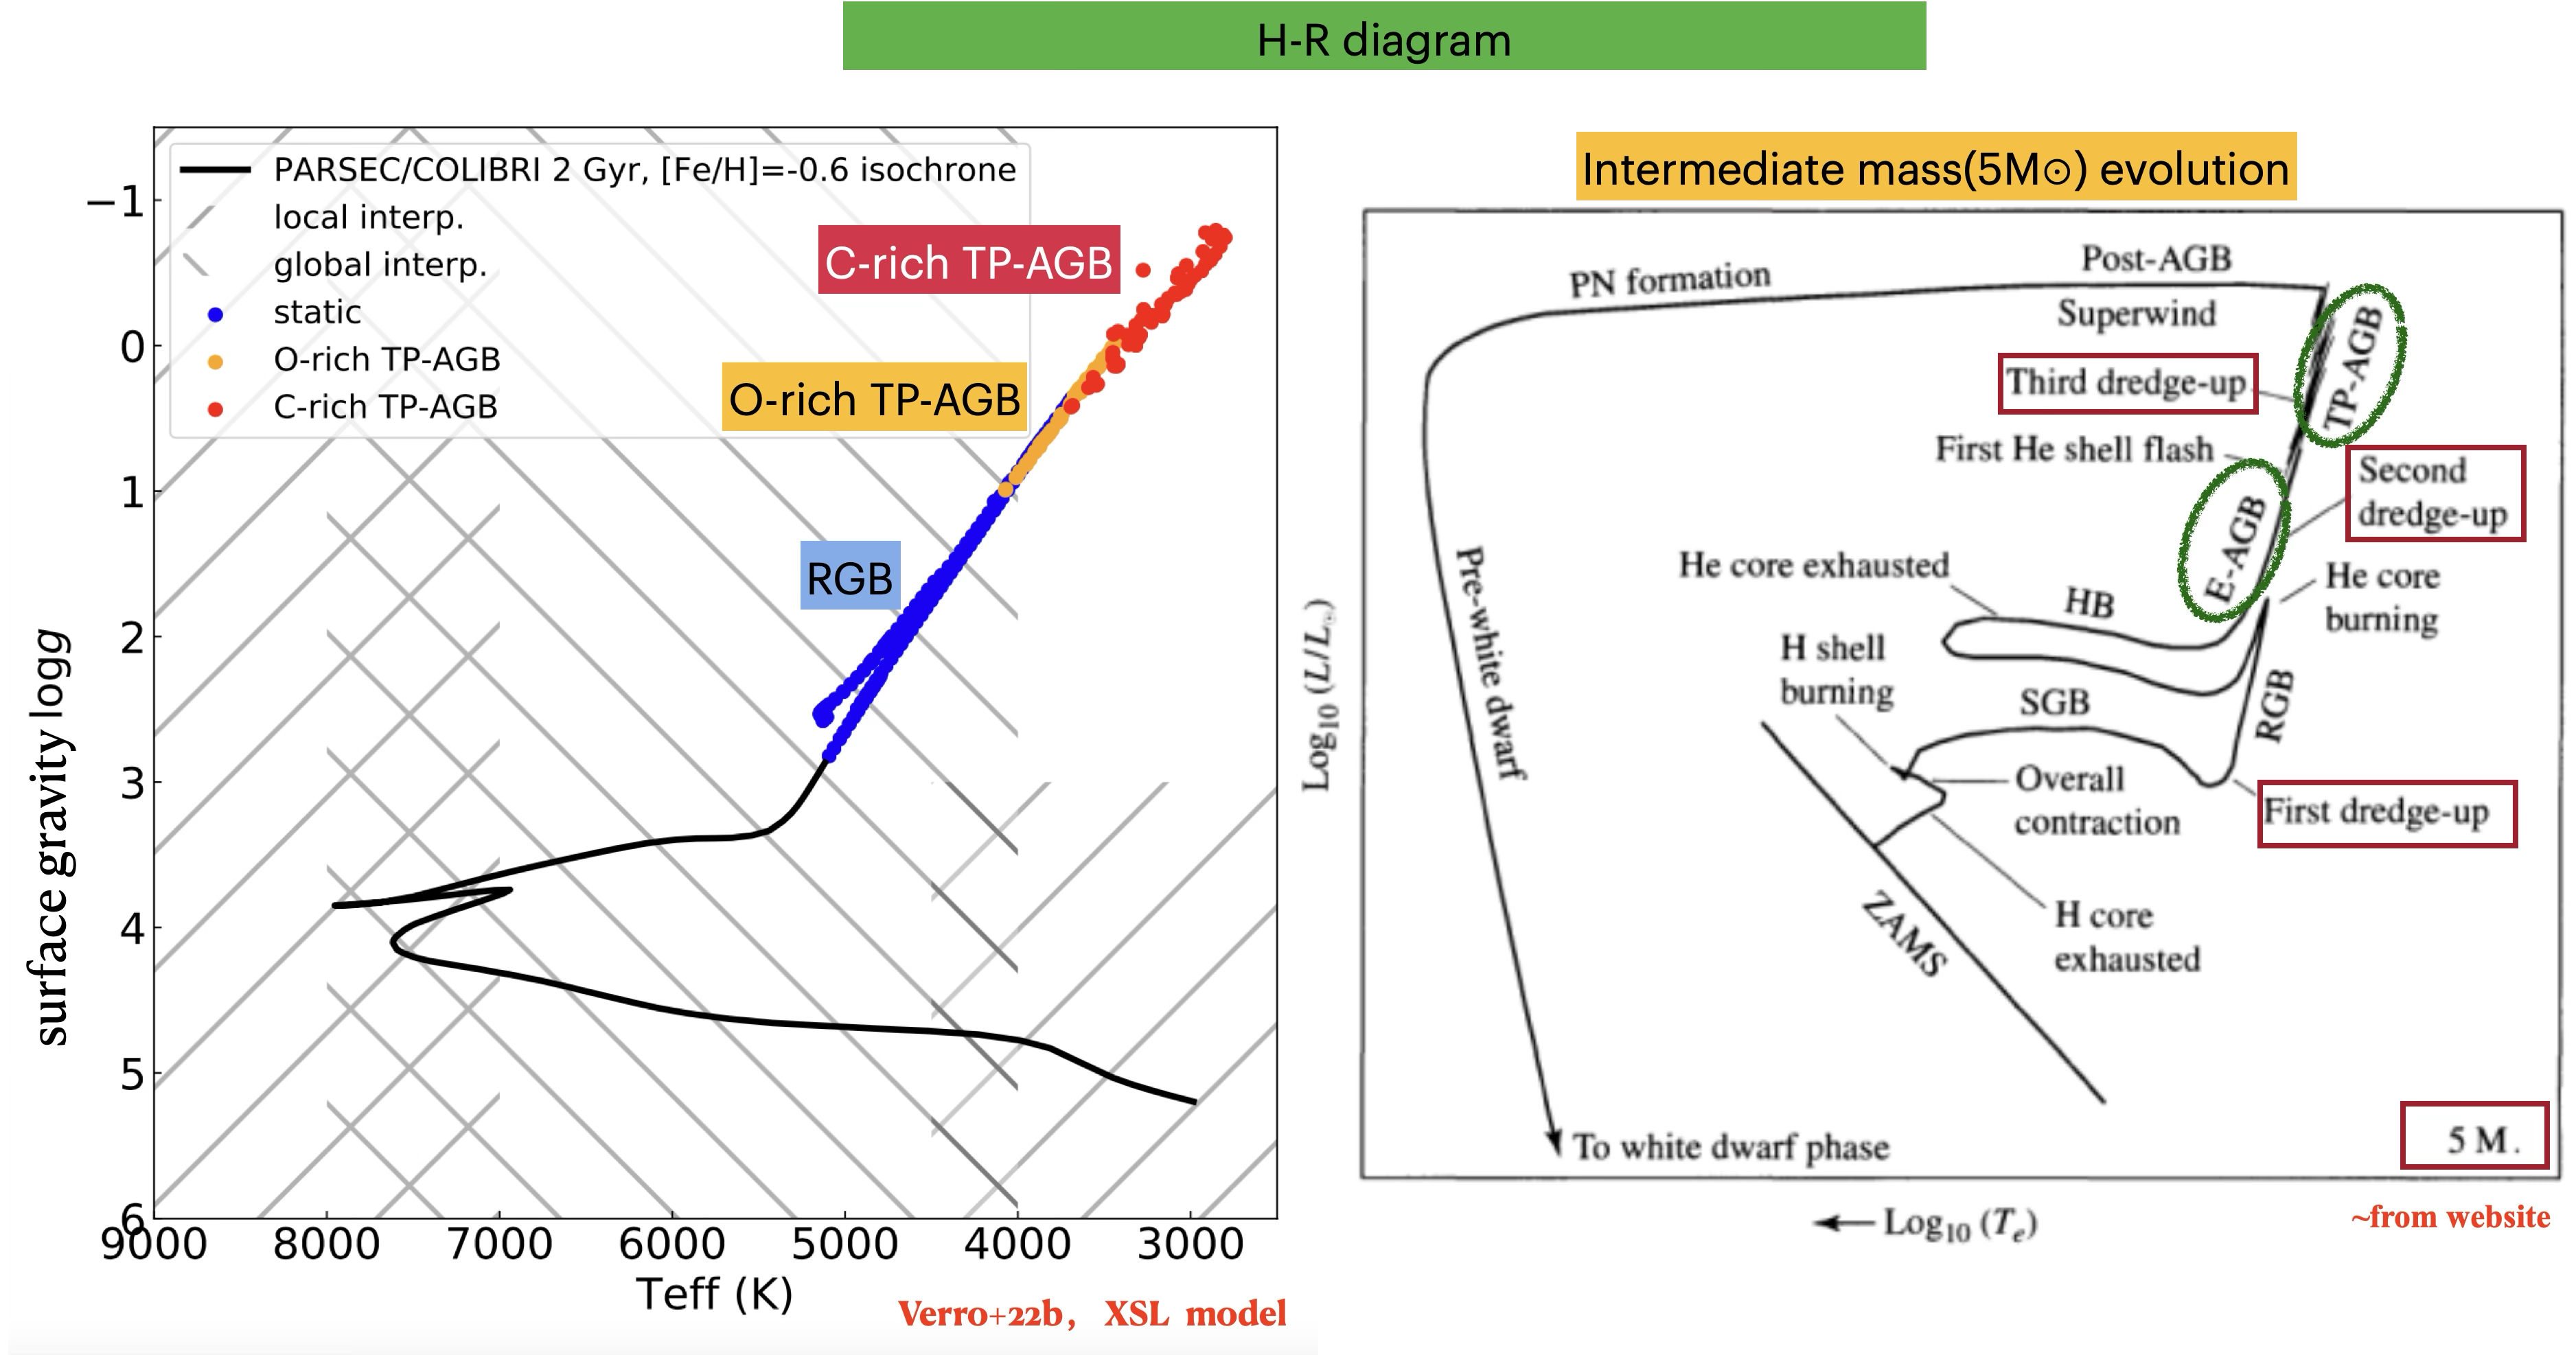 H-R diagram
PARSEC/COLIBRI 2 Gyr, [Fe/H]=-0.6 isochrone
local interp.
global interp.
static
O-rich TP-AGB
C-rich TP-AGB
C-rich TP-AGB
O-rich TP-AGB
RGB
−1
0
1
2
3
4
5
6
surface gravity logg
9000 8000 7000 6000 5000 4000 3000
Teff (K)
Verro+22b, XSL model
Intermediate mass(5M⊙) evolution
Post-AGB
PN formation
Superwind
TP-AGB
Third dredge-up
First He shell flash
Second
dredge-up
E-AGB
He core exhausted
He core
burning
HB
H shell
burning
SGB
RGB
Pre-white dwarf
Overall
contraction
First dredge-up
ZAMS
H core
exhausted
To white dwarf phase
5 M.
Log₁₀ (L/L⊙)
Log₁₀ (Tₑ)
~from website